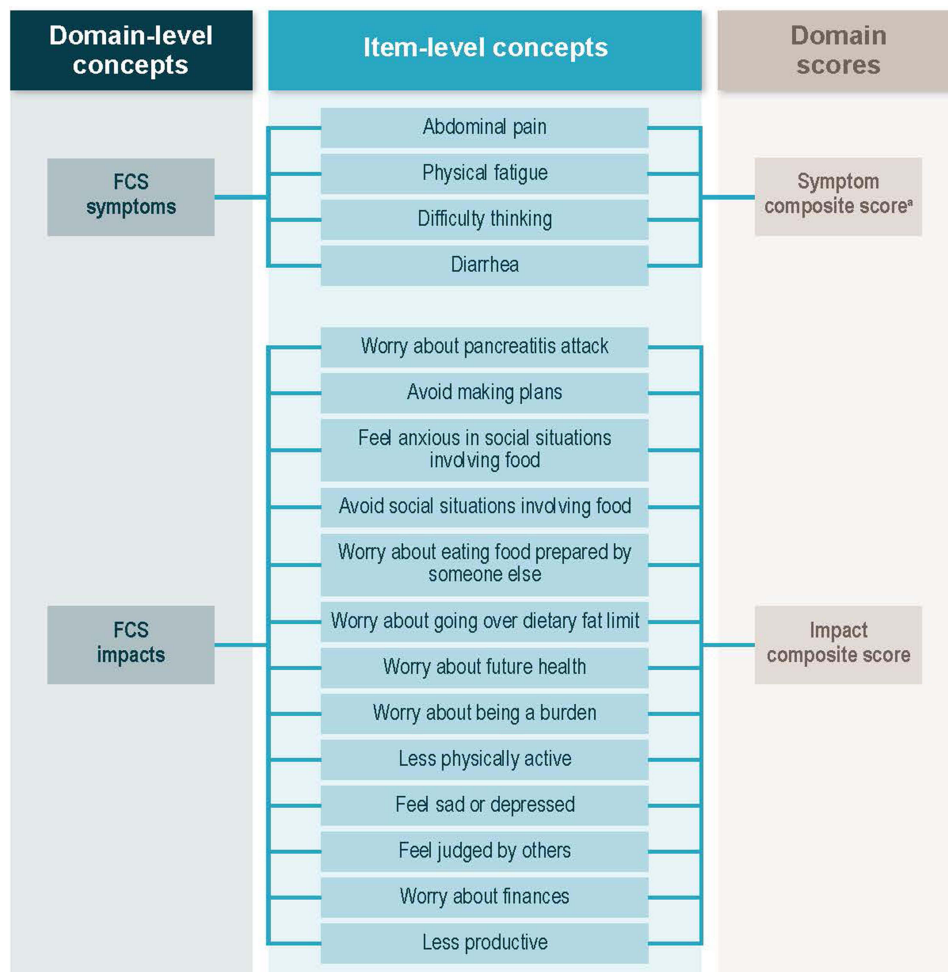 Domain-level
concepts
Item-level concepts
Domain
scores
Abdominal pain
Physical fatigue
Difficulty thinking
Diarrhea
FCS
symptoms
Symptom
composite scoreᵃ
Worry about pancreatitis attack
Avoid making plans
Feel anxious in social situations
involving food
Avoid social situations involving food
Worry about eating food prepared by
someone else
Worry about going over dietary fat limit
Worry about future health
Worry about being a burden
Less physically active
Feel sad or depressed
Feel judged by others
Worry about finances
Less productive
FCS
impacts
Impact
composite score